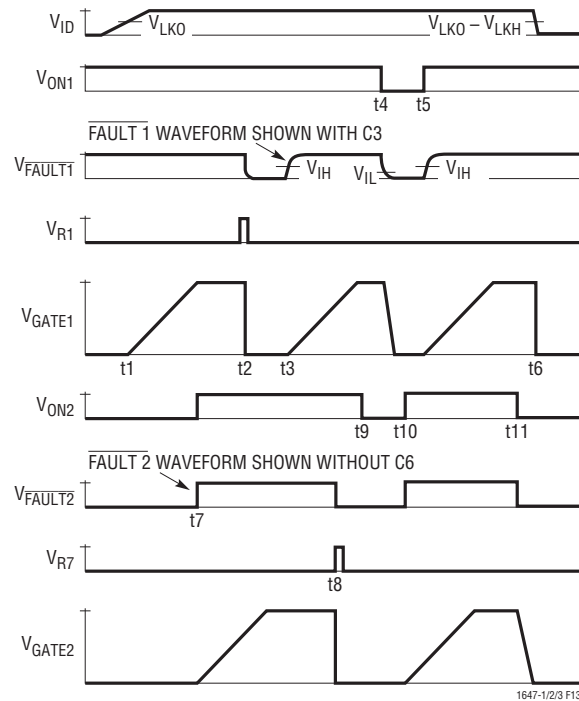 V_ID
V_LKO
V_LKO – V_LKH
V_ON1
t4 t5
FAULT 1 WAVEFORM SHOWN WITH C3
V_FAULT1
V_IH V_IL V_IH
V_R1
V_GATE1
t1 t2 t3 t6
V_ON2
t9 t10 t11
FAULT 2 WAVEFORM SHOWN WITHOUT C6
V_FAULT2
t7
V_R7
t8
V_GATE2
1647-1/2/3 F13